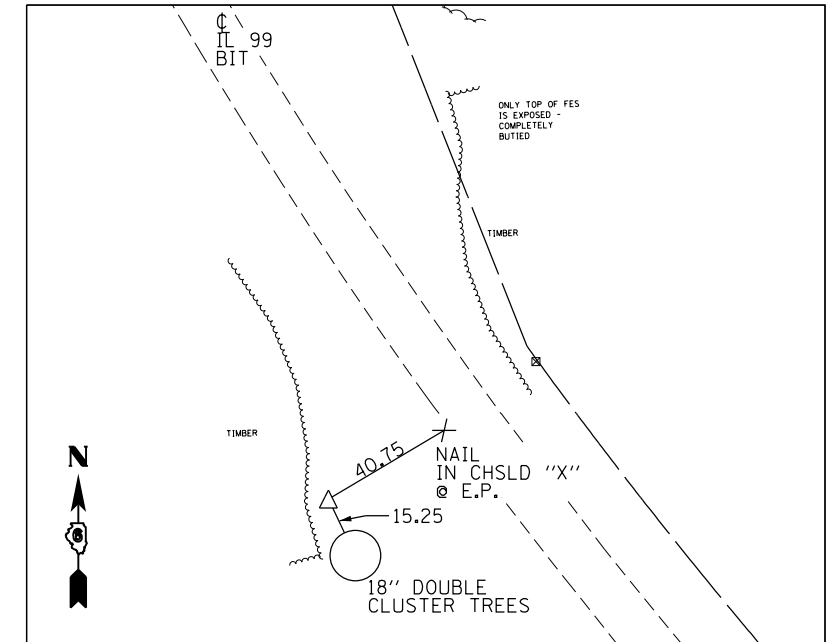 ℄
IL 99
BIT
ONLY TOP OF FES
IS EXPOSED -
COMPLETELY
BUTIED
TIMBER
TIMBER
40.75
NAIL
IN CHSLD "X"
@ E.P.
N
6
15.25
18" DOUBLE
CLUSTER TREES